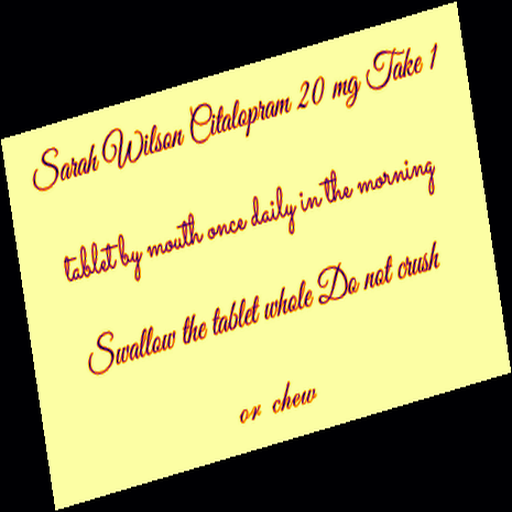 Sarah Wilson Citalopram 20 mg Take 1
tablet by mouth once daily in the morning
Swallow the tablet whole Do not crush
or chew